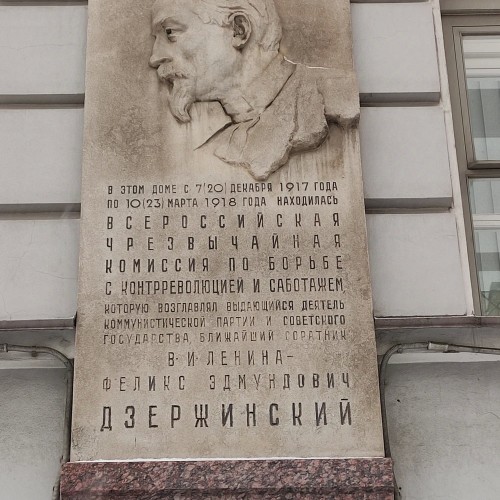 В ЭТОМ ДОМЕ С 7(20) ДЕКАБРЯ 1917 ГОДА
ПО 10(23) МАРТА 1918 ГОДА НАХОДИЛАСЬ
ВСЕРОССИЙСКАЯ
ЧРЕЗВЫЧАЙНАЯ
КОМИССИЯ ПО БОРЬБЕ
С КОНТРРЕВОЛЮЦИЕЙ И САБОТАЖЕМ,
КОТОРУЮ ВОЗГЛАВЛЯЛ ВЫДАЮЩИЙСЯ ДЕЯТЕЛЬ
КОММУНИСТИЧЕСКОЙ ПАРТИИ И СОВЕТСКОГО
ГОСУДАРСТВА, БЛИЖАЙШИЙ СОРАТНИК
В·И·ЛЕНИНА–
ФЕЛИКС ЭДМУНДОВИЧ
ДЗЕРЖИНСКИЙ